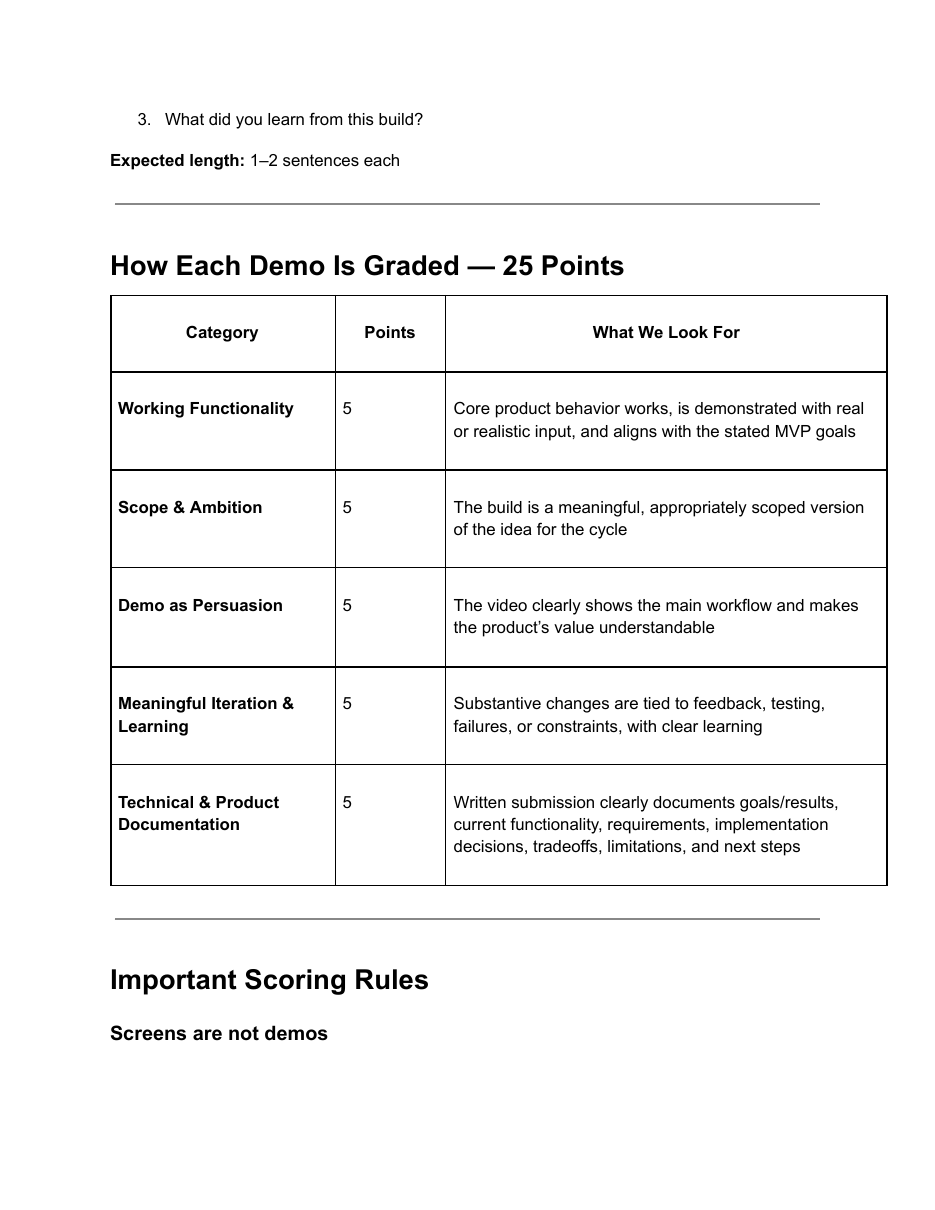 3. What did you learn from this build?
Expected length: 1–2 sentences each
How Each Demo Is Graded — 25 Points
Category Points What We Look For
Working Functionality 5 Core product behavior works, is demonstrated with real
or realistic input, and aligns with the stated MVP goals
Scope & Ambition 5 The build is a meaningful, appropriately scoped version
of the idea for the cycle
Demo as Persuasion 5 The video clearly shows the main workflow and makes
the product’s value understandable
Meaningful Iteration & 5 Substantive changes are tied to feedback, testing,
Learning failures, or constraints, with clear learning
Technical & Product 5 Written submission clearly documents goals/results,
Documentation current functionality, requirements, implementation
decisions, tradeoffs, limitations, and next steps
Important Scoring Rules
Screens are not demos